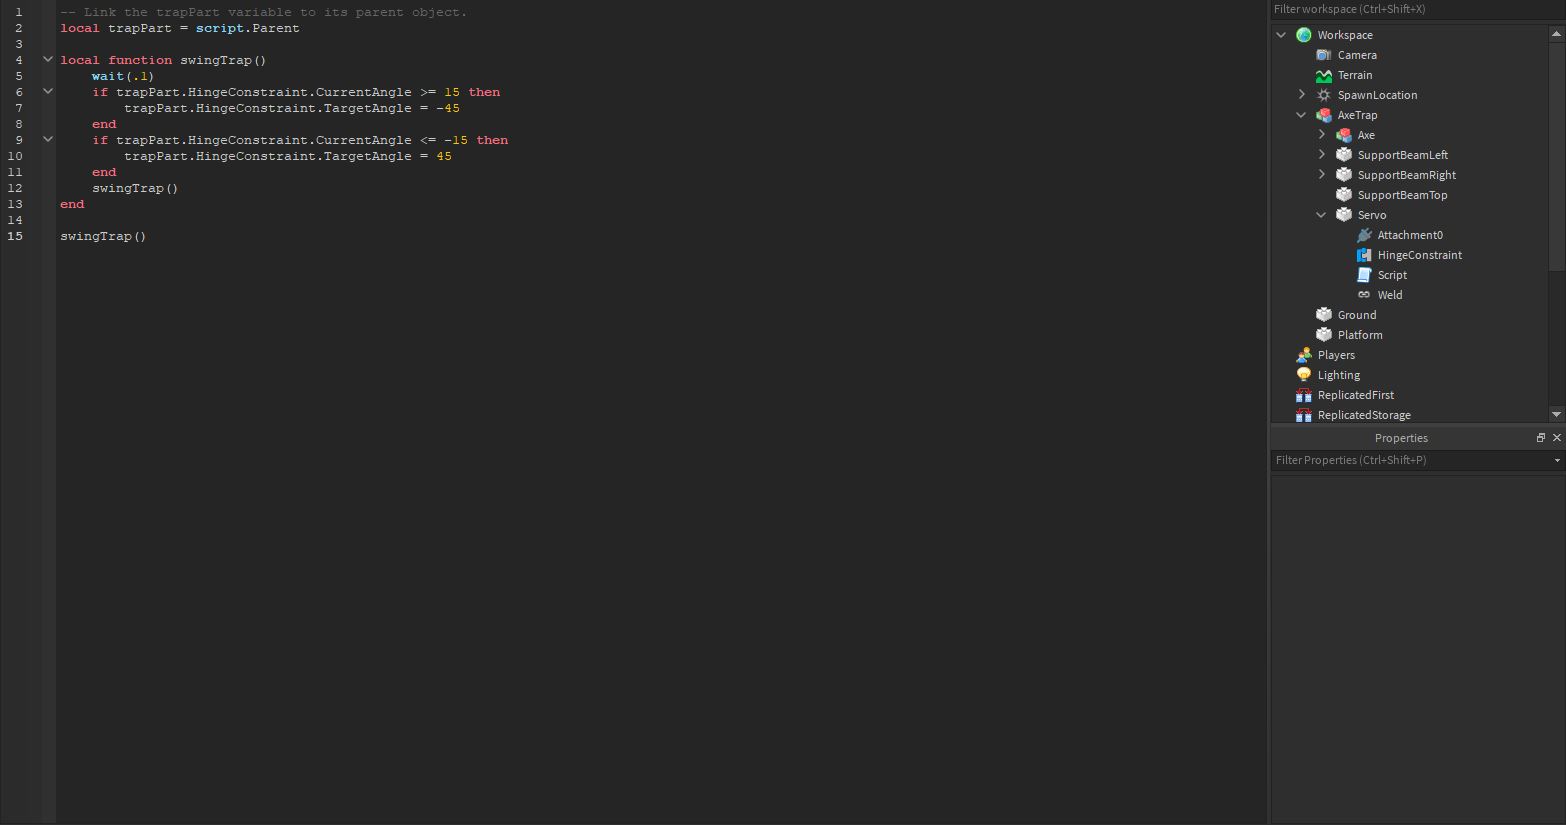 1 -- Link the trapPart variable to its parent object.
2 local trapPart = script.Parent
3
4 local function swingTrap()
5 wait(.1)
6 if trapPart.HingeConstraint.CurrentAngle >= 15 then
7 trapPart.HingeConstraint.TargetAngle = -45
8 end
9 if trapPart.HingeConstraint.CurrentAngle <= -15 then
10 trapPart.HingeConstraint.TargetAngle = 45
11 end
12 swingTrap()
13 end
14
15 swingTrap()
Filter workspace (Ctrl+Shift+X)
Workspace
Camera
Terrain
SpawnLocation
AxeTrap
Axe
SupportBeamLeft
SupportBeamRight
SupportBeamTop
Servo
Attachment0
HingeConstraint
Script
Weld
Ground
Platform
Players
Lighting
ReplicatedFirst
ReplicatedStorage
Properties
Filter Properties (Ctrl+Shift+P)